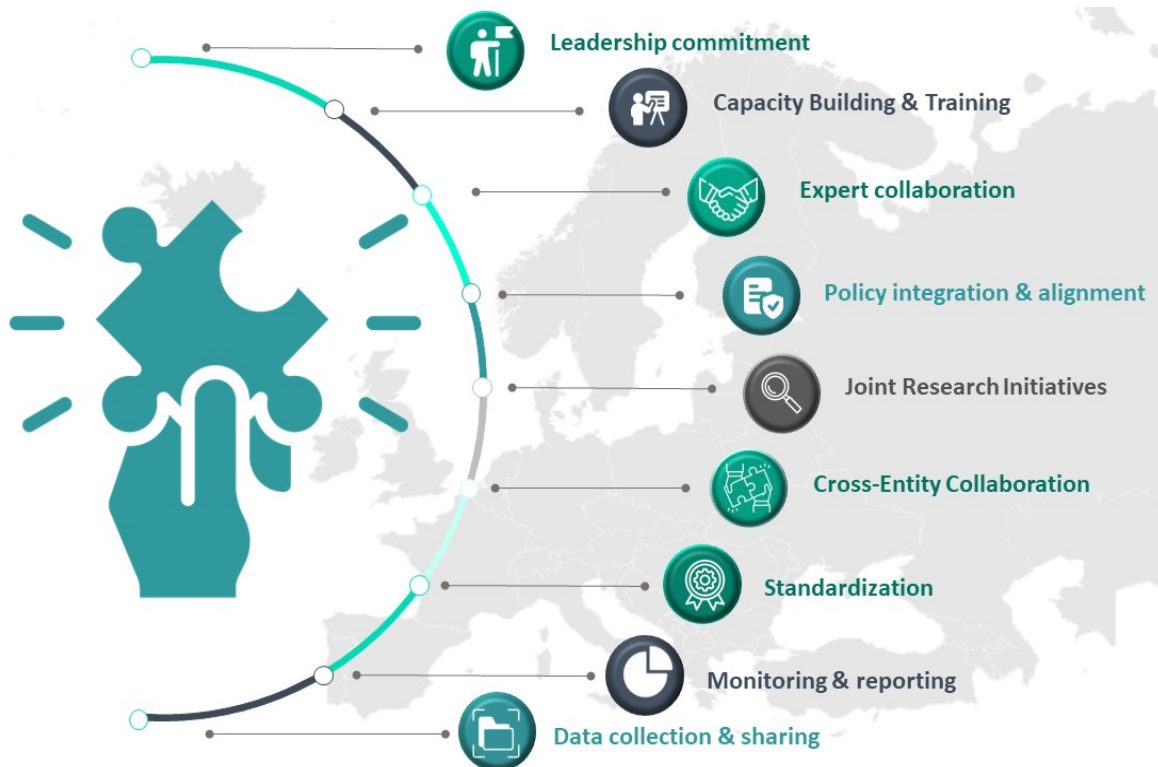 Leadership commitment
Capacity Building & Training
Expert collaboration
Policy integration & alignment
Joint Research Initiatives
Cross-Entity Collaboration
Standardization
Monitoring & reporting
Data collection & sharing